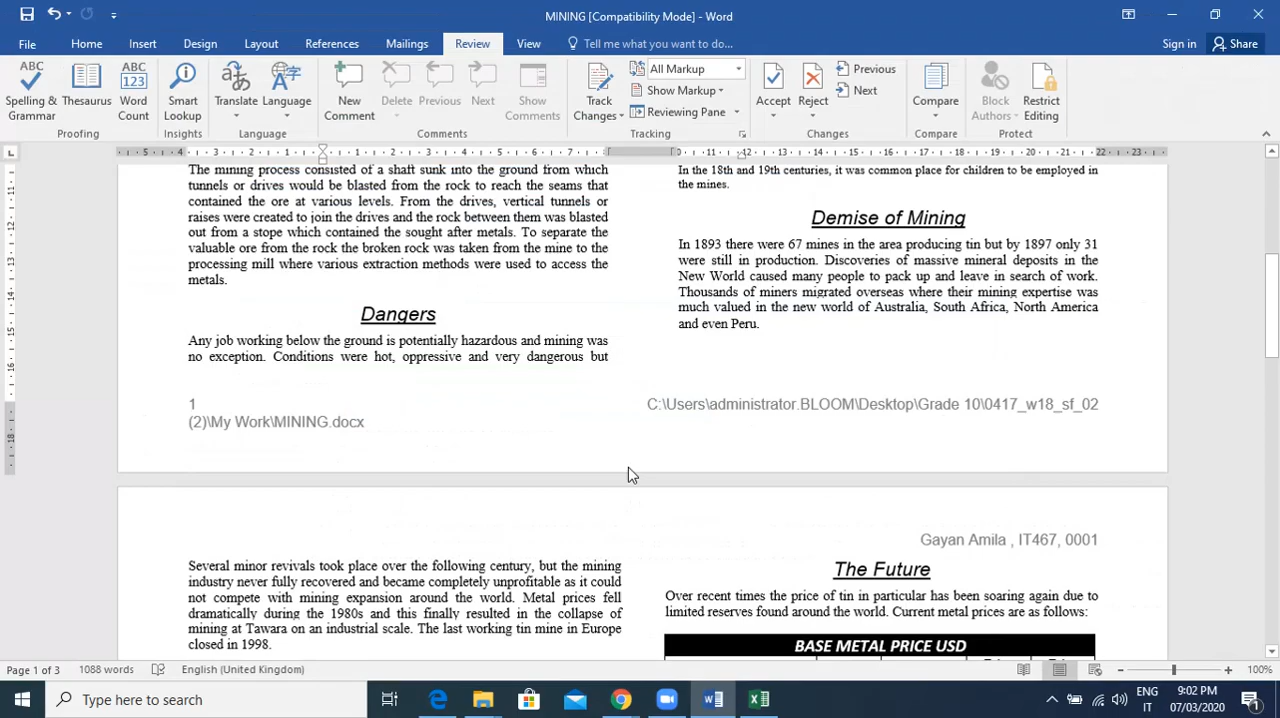 MINING [Compatibility Mode] - Word
File Home Insert Design Layout References Mailings Review View Tell me what you want to do... Sign in Share
ABC Spelling & Grammar
Thesaurus
ABC 123 Word Count
Smart Lookup
Translate
Language
New Comment
Delete
Previous
Next
Show Comments
Track Changes
All Markup
Show Markup
Reviewing Pane
Accept
Reject
Previous
Next
Compare
Block Authors
Restrict Editing
Proofing Insights Language Comments Tracking Changes Compare Protect
The mining process consisted of a shaft sunk into the ground from which
tunnels or drives would be blasted from the rock to reach the seams that
contained the ore at various levels. From the drives, vertical tunnels or
raises were created to join the drives and the rock between them was blasted
out from a stope which contained the sought after metals. To separate the
valuable ore from the rock the broken rock was taken from the mine to the
processing mill where various extraction methods were used to access the
metals.
Dangers
Any job working below the ground is potentially hazardous and mining was
no exception. Conditions were hot, oppressive and very dangerous but
In the 18th and 19th centuries, it was common place for children to be employed in
the mines.
Demise of Mining
In 1893 there were 67 mines in the area producing tin but by 1897 only 31
were still in production. Discoveries of massive mineral deposits in the
New World caused many people to pack up and leave in search of work.
Thousands of miners migrated overseas where their mining expertise was
much valued in the new world of Australia, South Africa, North America
and even Peru.
1 C:\Users\administrator.BLOOM\Desktop\Grade 10\0417_w18_sf_02
(2)\My Work\MINING.docx
Gayan Amila , IT467, 0001
Several minor revivals took place over the following century, but the mining
industry never fully recovered and became completely unprofitable as it could
not compete with mining expansion around the world. Metal prices fell
dramatically during the 1980s and this finally resulted in the collapse of
mining at Tawara on an industrial scale. The last working tin mine in Europe
closed in 1998.
The Future
Over recent times the price of tin in particular has been soaring again due to
limited reserves found around the world. Current metal prices are as follows:
BASE METAL PRICE USD
Page 1 of 3 1088 words English (United Kingdom) 100%
Type here to search
ENG 9:02 PM
IT 07/03/2020